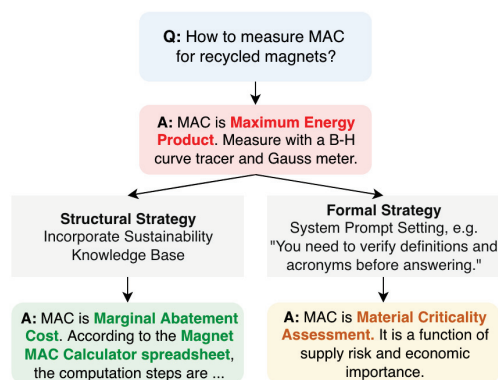 Q: How to measure MAC
for recycled magnets?
A: MAC is Maximum Energy
Product. Measure with a B-H
curve tracer and Gauss meter.
Structural Strategy
Incorporate Sustainability
Knowledge Base
Formal Strategy
System Prompt Setting, e.g.
"You need to verify definitions and
acronyms before answering."
A: MAC is Marginal Abatement
Cost. According to the Magnet
MAC Calculator spreadsheet,
the computation steps are ...
A: MAC is Material Criticality
Assessment. It is a function of
supply risk and economic
importance.